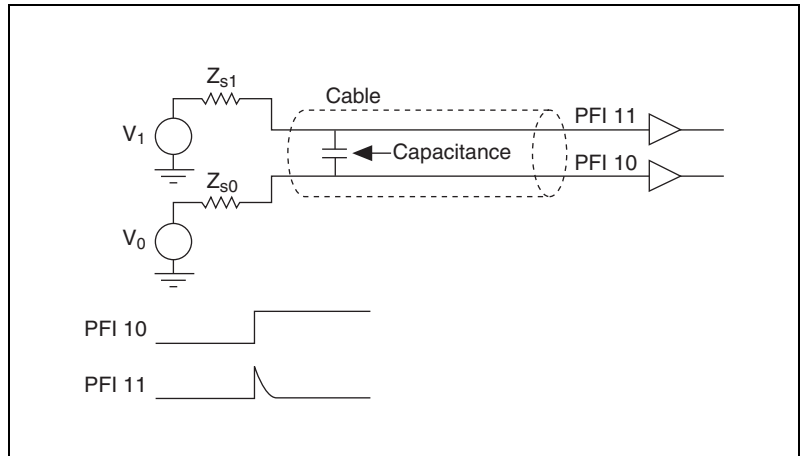 Zs1
Cable
PFI 11
V1
Capacitance
PFI 10
Zs0
V0
PFI 10
PFI 11